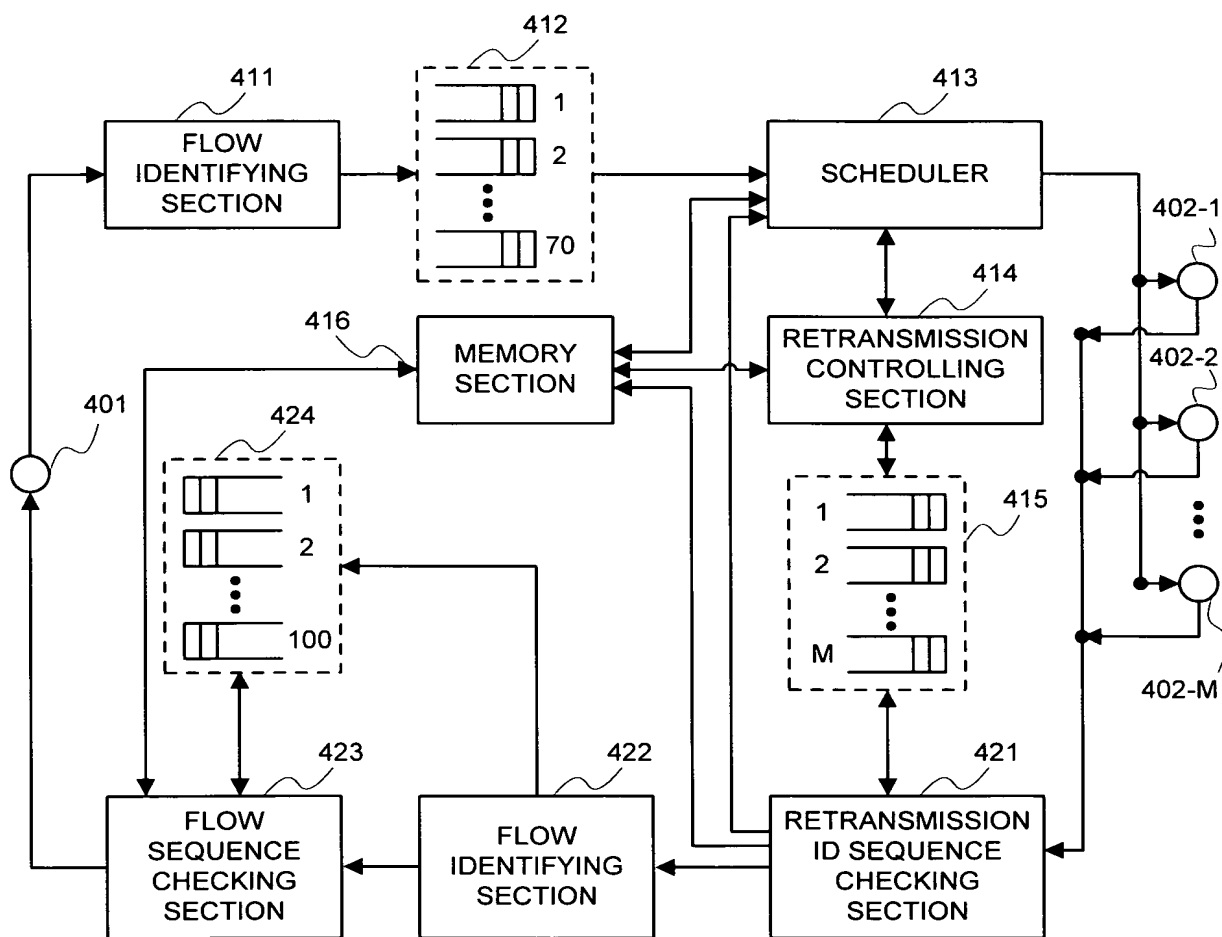 412
411
413
FLOW
IDENTIFYING
SECTION
1
2
70
SCHEDULER
402-1
414
416
MEMORY
SECTION
RETRANSMISSION
CONTROLLING
SECTION
402-2
401
424
1
2
100
415
1
2
M
402-M
423
422
421
FLOW
SEQUENCE
CHECKING
SECTION
FLOW
IDENTIFYING
SECTION
RETRANSMISSION
ID SEQUENCE
CHECKING
SECTION